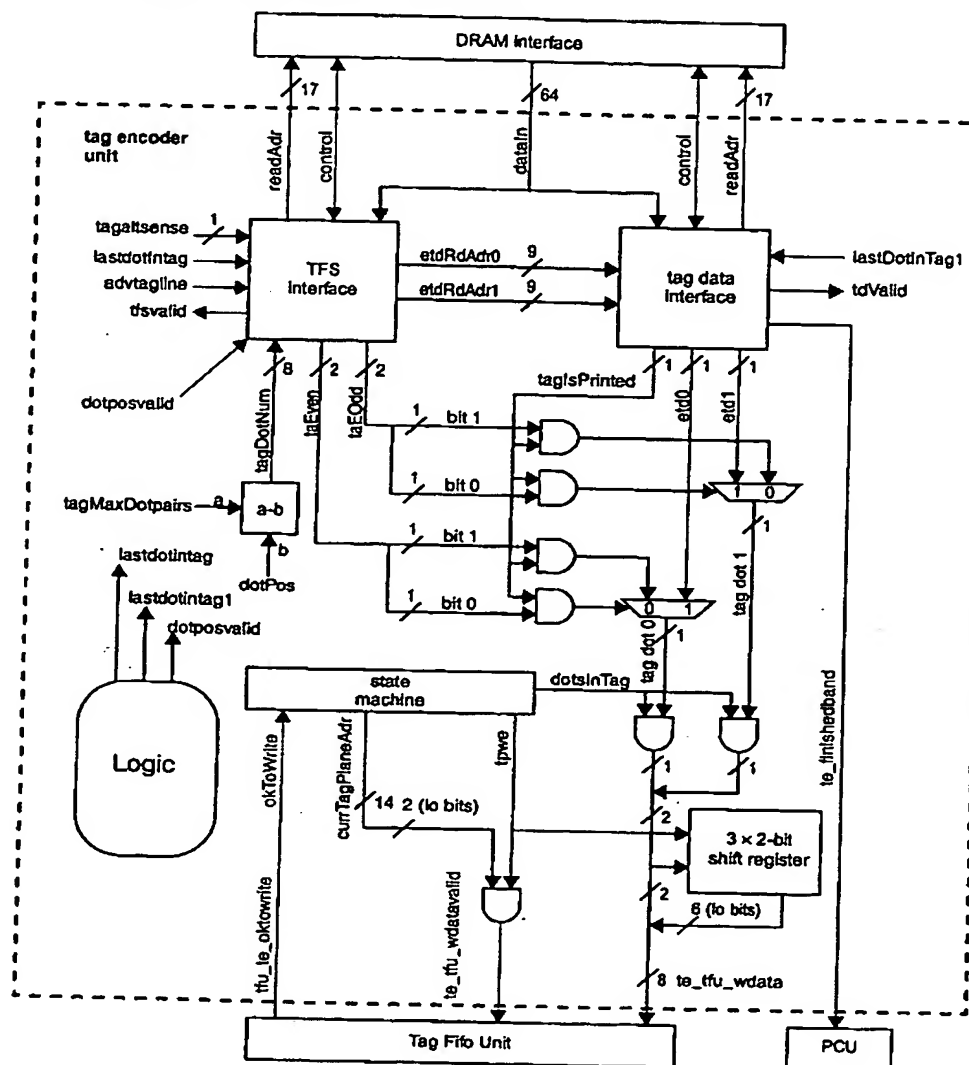 DRAM Interface
17
64
17
tag encoder
unit
readAdr
control
dataIn
control
readAdr
tagaltsense
1
lastdotintag
advtagline
tfsvalid
dotposvalid
TFS
Interface
etdRdAdr0
9
etdRdAdr1
9
tag data
Interface
lastDotInTag1
tdValid
8
2
2
tagIsPrinted
1
1
1
tagDotNum
taEven
taEOdd
etd0
etd1
1
bit 1
1
bit 0
1
0
1
tagMaxDotpairs
a
a-b
b
dotPos
1
bit 1
1
bit 0
0
1
1
tag dot 0
tag dot 1
lastdotintag
lastdotintag1
dotposvalid
Logic
state
machine
dotsInTag
okToWrite
currTagPlaneAdr
tpwe
14
2 (lo bits)
1
1
2
3 × 2-bit
shift register
2
6 (lo bits)
te_finishedband
tfu_te_oktowrite
te_tfu_wdatavalid
8
te_tfu_wdata
Tag Fifo Unit
PCU